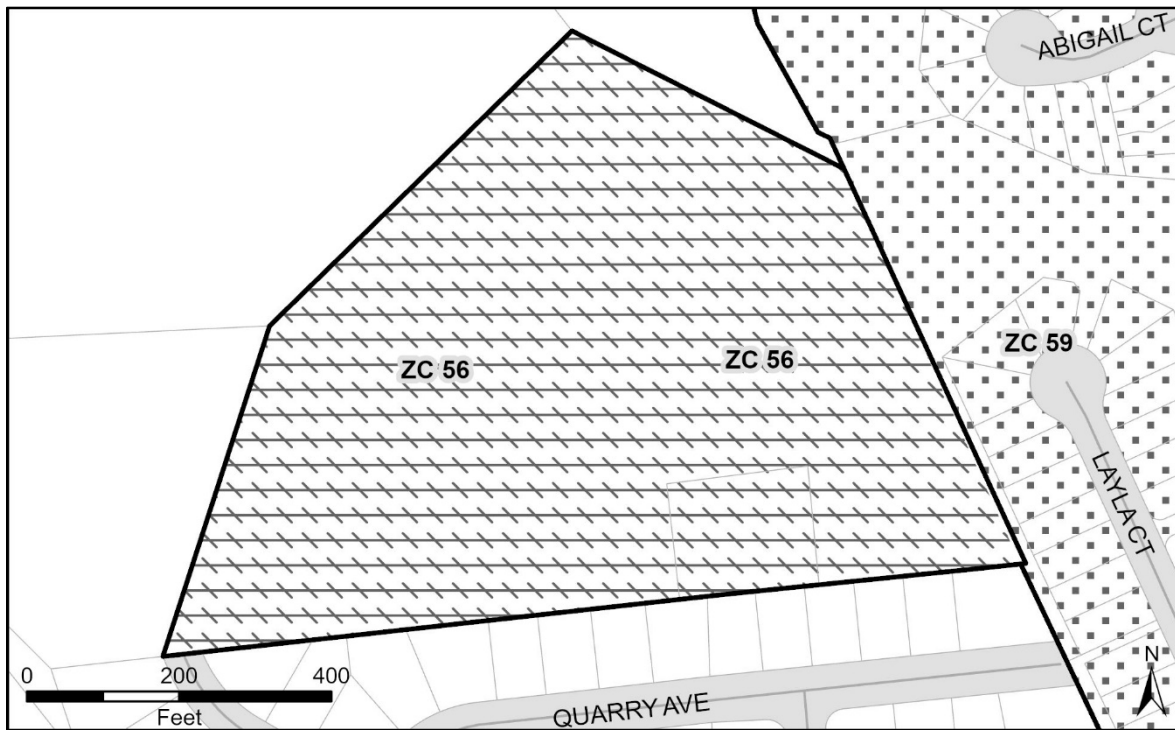 ABIGAIL CT
ZC 59
ZC 56
ZC 56
LAYLA CT
N
0 200 400
Feet
QUARRY AVE